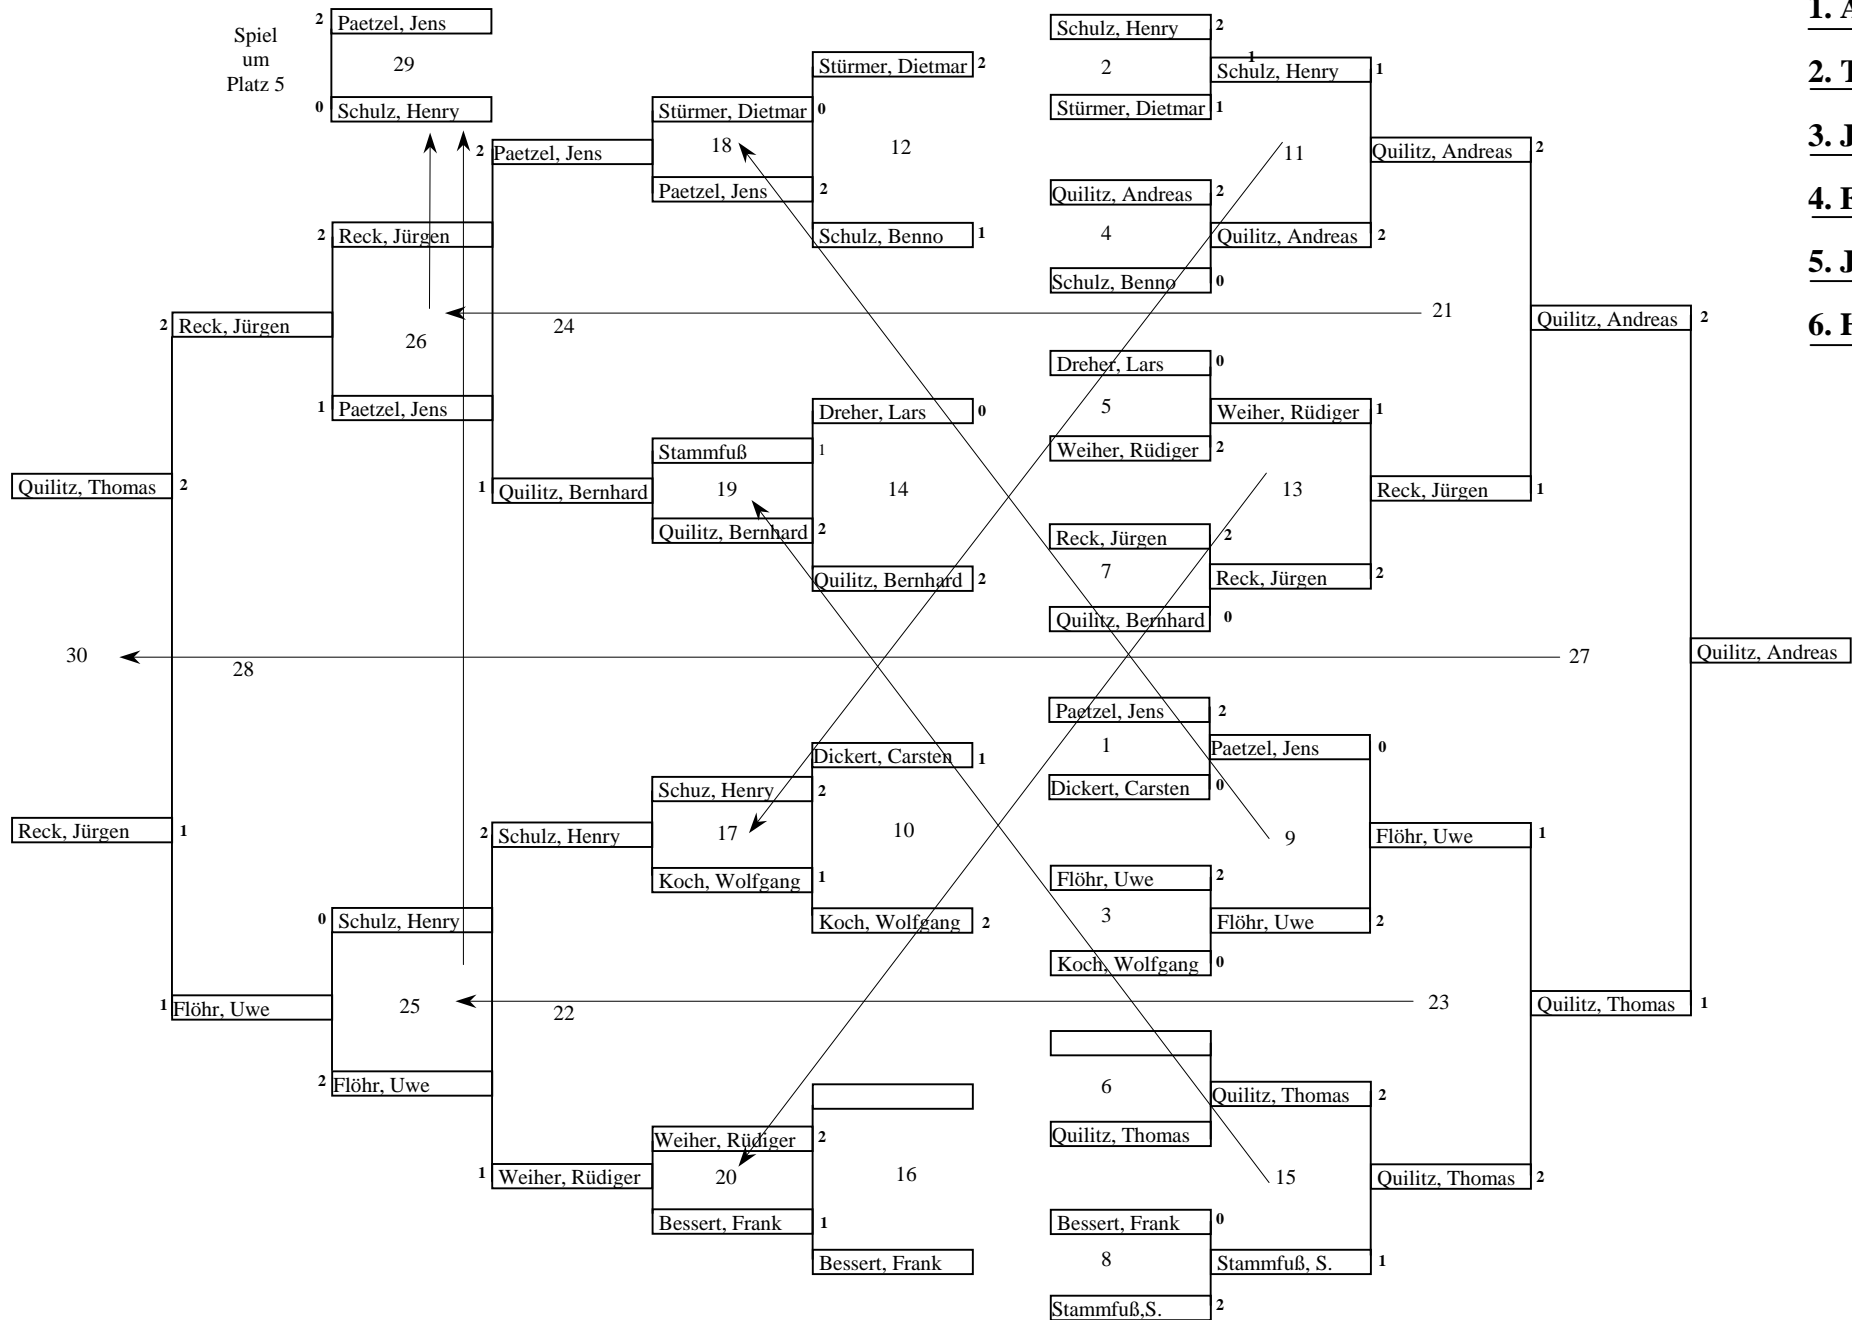 Spiel
um
Platz 5
2 Paetzel, Jens
29
0 Schulz, Henry
2 Paetzel, Jens
2 Reck, Jürgen
26
24
1 Paetzel, Jens
2 Reck, Jürgen
1 Quilitz, Bernhard
Quilitz, Thomas 2
30
28
Reck, Jürgen 1
2 Schulz, Henry
0 Schulz, Henry
25
22
1 Flöhr, Uwe
2 Flöhr, Uwe
1 Weiher, Rüdiger
Stürmer, Dietmar 2
Stürmer, Dietmar 0
18
12
Paetzel, Jens 2
Schulz, Benno 1
Dreher, Lars 0
Stammfuß 1
19
14
Quilitz, Bernhard 2
Quilitz, Bernhard 2
Dickert, Carsten 1
Schuz, Henry 2
17
10
Koch, Wolfgang 1
Koch, Wolfgang 2
Weiher, Rüdiger 2
20
16
Bessert, Frank 1
Bessert, Frank
Schulz, Henry 2
2
1
Schulz, Henry 1
Stürmer, Dietmar 1
11
Quilitz, Andreas 2
Quilitz, Andreas 2
4
Quilitz, Andreas 2
Schulz, Benno 0
21
Quilitz, Andreas 2
Dreher, Lars 0
5
Weiher, Rüdiger 1
Weiher, Rüdiger 2
13
Reck, Jürgen 1
Reck, Jürgen 2
7
Reck, Jürgen 2
Quilitz, Bernhard 0
27
Quilitz, Andreas
Paetzel, Jens 2
1
Paetzel, Jens 0
Dickert, Carsten 0
9
Flöhr, Uwe 1
Flöhr, Uwe 2
3
Flöhr, Uwe 2
Koch, Wolfgang 0
23
Quilitz, Thomas 1
6
Quilitz, Thomas 2
Quilitz, Thomas
15
Quilitz, Thomas 2
Bessert, Frank 0
8
Stammfuß, S. 1
Stammfuß,S. 2
1. A
2. T
3. J
4.
5. J
6.